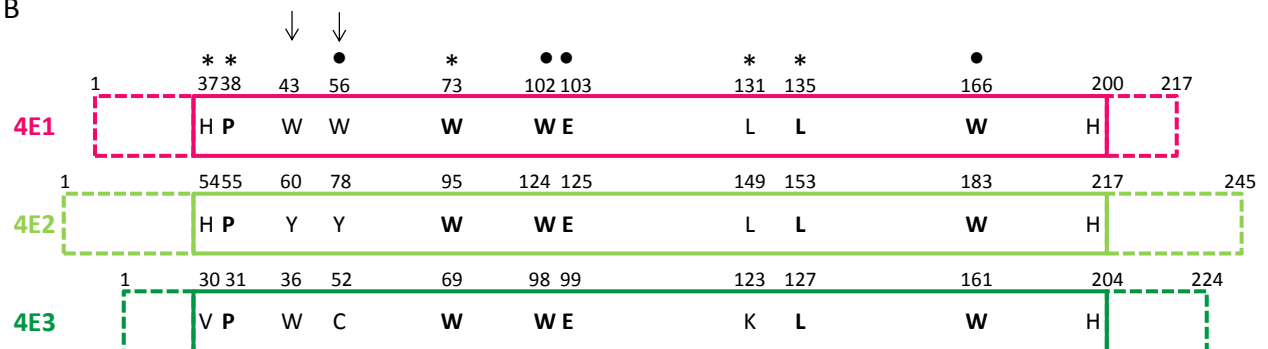 B
↓ ↓
* * ● * ● ● * * ●
1 37 38 43 56 73 102 103 131 135 166 200 217
4E1 H P W W W W E L L W H
1 54 55 60 78 95 124 125 149 153 183 217 245
4E2 H P Y Y W W E L L W H
1 30 31 36 52 69 98 99 123 127 161 204 224
4E3 V P W C W W E K L W H